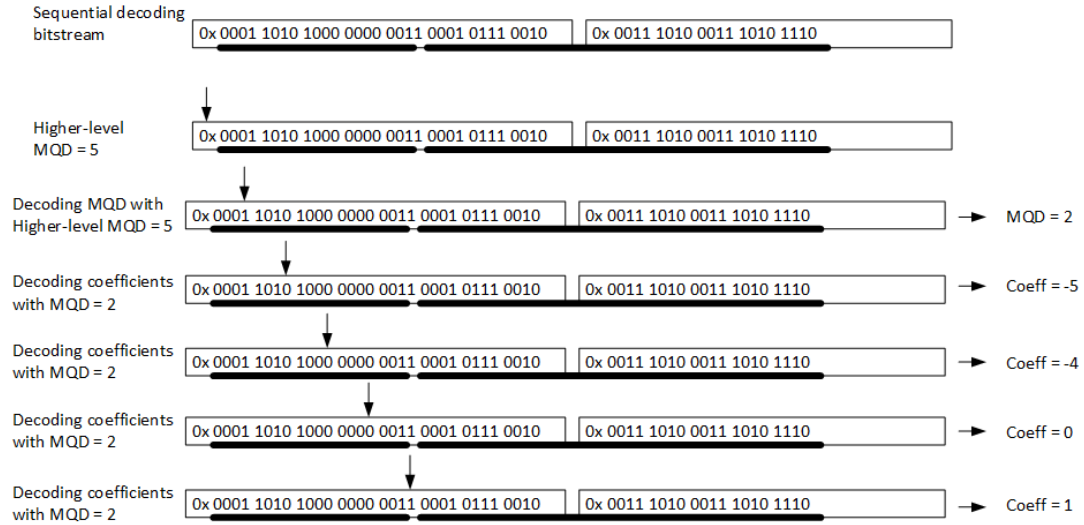 Sequential decoding
bitstream
0x 0001 1010 1000 0000 0011 0001 0111 0010
0x 0011 1010 0011 1010 1110
Higher-level
MQD = 5
0x 0001 1010 1000 0000 0011 0001 0111 0010
0x 0011 1010 0011 1010 1110
Decoding MQD with
Higher-level MQD = 5
0x 0001 1010 1000 0000 0011 0001 0111 0010
0x 0011 1010 0011 1010 1110
MQD = 2
Decoding coefficients
with MQD = 2
0x 0001 1010 1000 0000 0011 0001 0111 0010
0x 0011 1010 0011 1010 1110
Coeff = -5
Decoding coefficients
with MQD = 2
0x 0001 1010 1000 0000 0011 0001 0111 0010
0x 0011 1010 0011 1010 1110
Coeff = -4
Decoding coefficients
with MQD = 2
0x 0001 1010 1000 0000 0011 0001 0111 0010
0x 0011 1010 0011 1010 1110
Coeff = 0
Decoding coefficients
with MQD = 2
0x 0001 1010 1000 0000 0011 0001 0111 0010
0x 0011 1010 0011 1010 1110
Coeff = 1